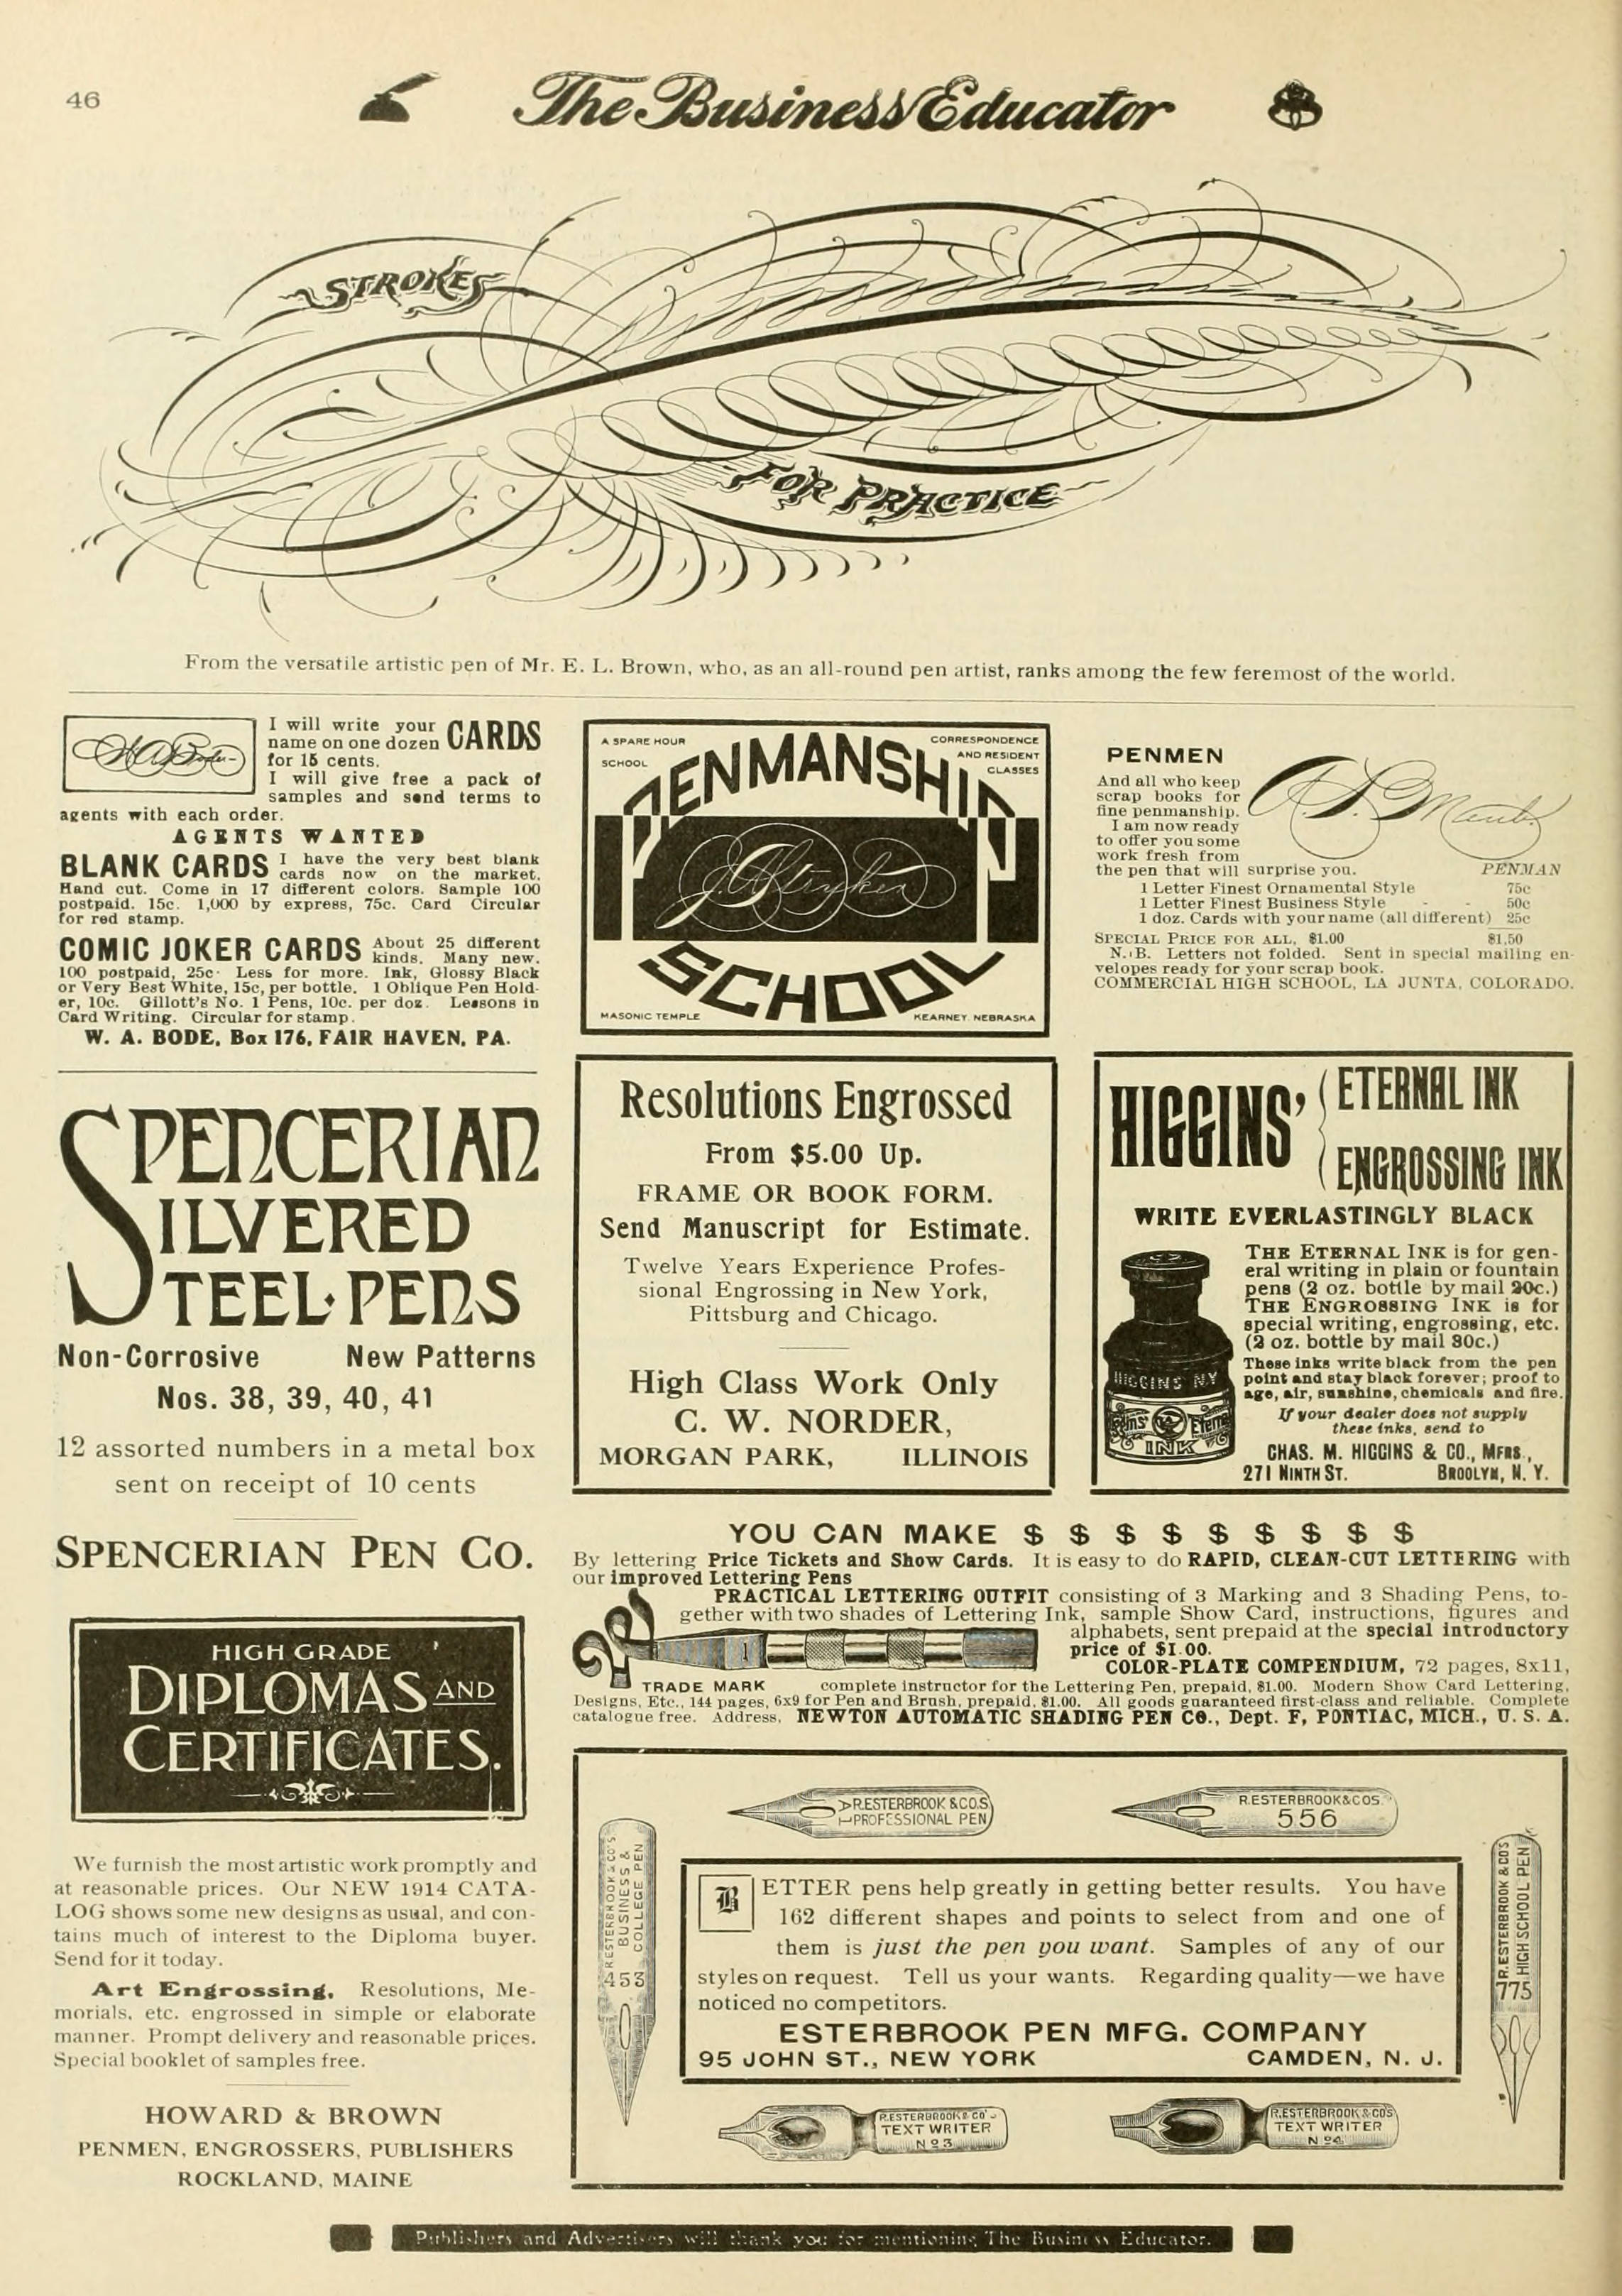 46
The Business Educator
STROKES
FOR PRACTICE
From the versatile artistic pen of Mr. E. L. Brown, who, as an all-round pen artist, ranks among the few feremost of the world.
I will write your CARDS
name on one dozen
for 15 cents.
I will give free a pack of
samples and send terms to
agents with each order.
AGENTS WANTED
BLANK CARDS I have the very best blank
cards now on the market.
Hand cut. Come in 17 different colors. Sample 100
postpaid. 15c. 1,000 by express, 75c. Card Circular
for red stamp.
COMIC JOKER CARDS About 25 different
kinds. Many new.
100 postpaid, 25c. Less for more. Ink, Glossy Black
or Very Best White, 15c, per bottle. 1 Oblique Pen Hold-
er, 10c. Gillott's No. 1 Pens, 10c. per doz. Lessons in
Card Writing. Circular for stamp.
W. A. BODE, Box 176, FAIR HAVEN, PA.
SPENCERIAN
SILVERED
STEEL·PENS
Non-Corrosive New Patterns
Nos. 38, 39, 40, 41
12 assorted numbers in a metal box
sent on receipt of 10 cents
SPENCERIAN PEN CO.
HIGH GRADE
DIPLOMAS AND
CERTIFICATES.
We furnish the most artistic work promptly and
at reasonable prices. Our NEW 1914 CATA-
LOG shows some new designs as usual, and con-
tains much of interest to the Diploma buyer.
Send for it today.
Art Engrossing, Resolutions, Me-
morials, etc. engrossed in simple or elaborate
manner. Prompt delivery and reasonable prices.
Special booklet of samples free.
HOWARD & BROWN
PENMEN, ENGROSSERS, PUBLISHERS
ROCKLAND, MAINE
A SPARE HOUR
SCHOOL
CORRESPONDENCE
AND RESIDENT
CLASSES
PENMANSHIP
J. A. Stryker
SCHOOL
MASONIC TEMPLE
KEARNEY, NEBRASKA
Resolutions Engrossed
From $5.00 Up.
FRAME OR BOOK FORM.
Send Manuscript for Estimate.
Twelve Years Experience Profes-
sional Engrossing in New York,
Pittsburg and Chicago.
High Class Work Only
C. W. NORDER,
MORGAN PARK, ILLINOIS
PENMEN
And all who keep
scrap books for
fine penmanship.
I am now ready
to offer you some
work fresh from
the pen that will surprise you. PENMAN
1 Letter Finest Ornamental Style 75c
1 Letter Finest Business Style - - 50c
1 doz. Cards with your name (all different) 25c
SPECIAL PRICE FOR ALL, $1.00 $1.50
N. B. Letters not folded. Sent in special mailing en-
velopes ready for your scrap book.
COMMERCIAL HIGH SCHOOL, LA JUNTA, COLORADO.
HIGGINS' ETERNAL INK
ENGROSSING INK
WRITE EVERLASTINGLY BLACK
THE ETERNAL INK is for gen-
eral writing in plain or fountain
pens (2 oz. bottle by mail 20c.)
THE ENGROSSING INK is for
special writing, engrossing, etc.
(2 oz. bottle by mail 30c.)
These inks write black from the pen
point and stay black forever; proof to
age, air, sunshine, chemicals and fire.
If your dealer does not supply
these inks, send to
CHAS. M. HIGGINS & CO., MFRS.,
271 NINTH ST. BROOLYN, N. Y.
HIGGINS NY
INK
YOU CAN MAKE $ $ $ $ $ $ $ $ $
By lettering Price Tickets and Show Cards. It is easy to do RAPID, CLEAN-CUT LETTERING with
our improved Lettering Pens
PRACTICAL LETTERING OUTFIT consisting of 3 Marking and 3 Shading Pens, to-
gether with two shades of Lettering Ink, sample Show Card, instructions, figures and
alphabets, sent prepaid at the special introductory
price of $1.00.
COLOR-PLATE COMPENDIUM, 72 pages, 8x11,
TRADE MARK complete instructor for the Lettering Pen, prepaid, $1.00. Modern Show Card Lettering,
Designs, Etc., 144 pages, 6x9 for Pen and Brush, prepaid, $1.00. All goods guaranteed first-class and reliable. Complete
catalogue free. Address, NEWTON AUTOMATIC SHADING PEN CO., Dept. F, PONTIAC, MICH., U. S. A.
R.ESTERBROOK &CO.S
PROFESSIONAL PEN
R.ESTERBROOK&COS.
556
R.ESTERBROOK & CO'S
BUSINESS &
COLLEGE PEN
453
R.ESTERBROOK & CO'S
HIGH SCHOOL PEN
775
BETTER pens help greatly in getting better results. You have
162 different shapes and points to select from and one of
them is just the pen you want. Samples of any of our
styles on request. Tell us your wants. Regarding quality—we have
noticed no competitors.
ESTERBROOK PEN MFG. COMPANY
95 JOHN ST., NEW YORK CAMDEN, N. J.
R.ESTERBROOK & CO'S
TEXT WRITER
No 3
R.ESTERBROOK & CO'S
TEXT WRITER
No 4
Publishers and Advertisers will thank you for mentioning The Business Educator.